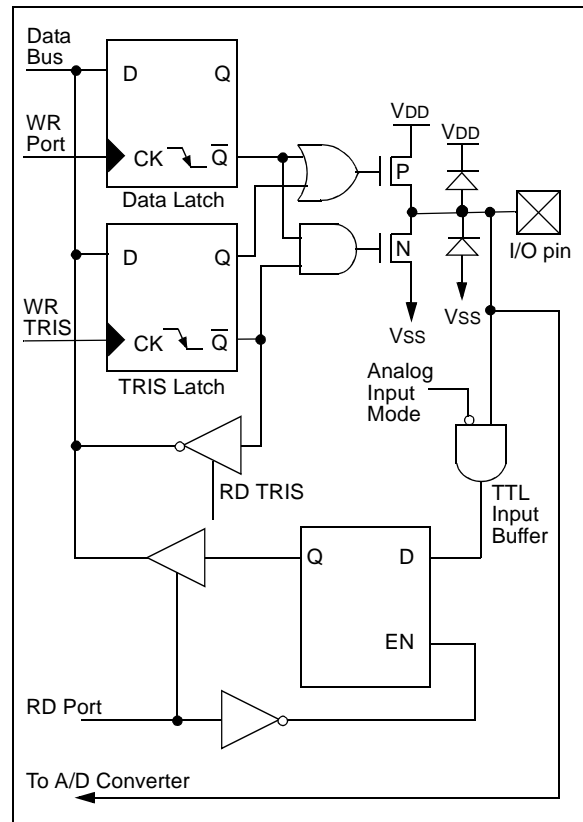 Data
Bus
D Q
VDD
VDD
WR
Port
CK Q
P
Data Latch
I/O pin
D Q
N
WR
TRIS
CK Q
VSS
VSS
TRIS Latch
Analog
Input
Mode
RD TRIS
TTL
Input
Buffer
Q D
EN
RD Port
To A/D Converter